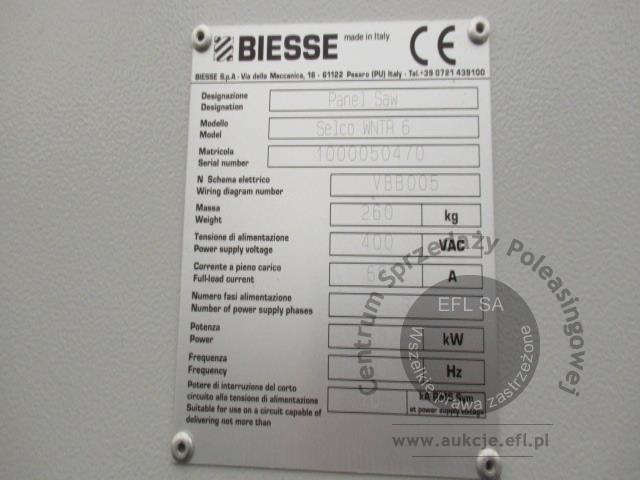 BIESSE made in Italy CE
BIESSE S.p.A - Via della Meccanica, 16 - 61122 Pesaro (PU) Italy - Tel.+39 0721 439100
Designazione
Designation
Panel Saw
Modello
Model
Selco WNTR 6
Matricola
Serial number
1000050470
N Schema elettrico
Wiring diagram number
VBB005
Massa
Weight
260 kg
Tensione di alimentazione
Power supply voltage
400 VAC
Corrente a pieno carico
Full-load current
A
Numero fasi alimentazione
Number of power supply phases
Potenza
Power
kW
Frequenza
Frequency
Hz
Potere di interruzione del corto
circuito alla tensione di alimentazione
Suitable for use on a circuit capable of
delivering not more than
kA RMS Sym
at power supply voltage
Centrum Sprzedaży Poleasingowej
EFL SA
Wszelkie prawa zastrzeżone
www.aukcje.efl.pl